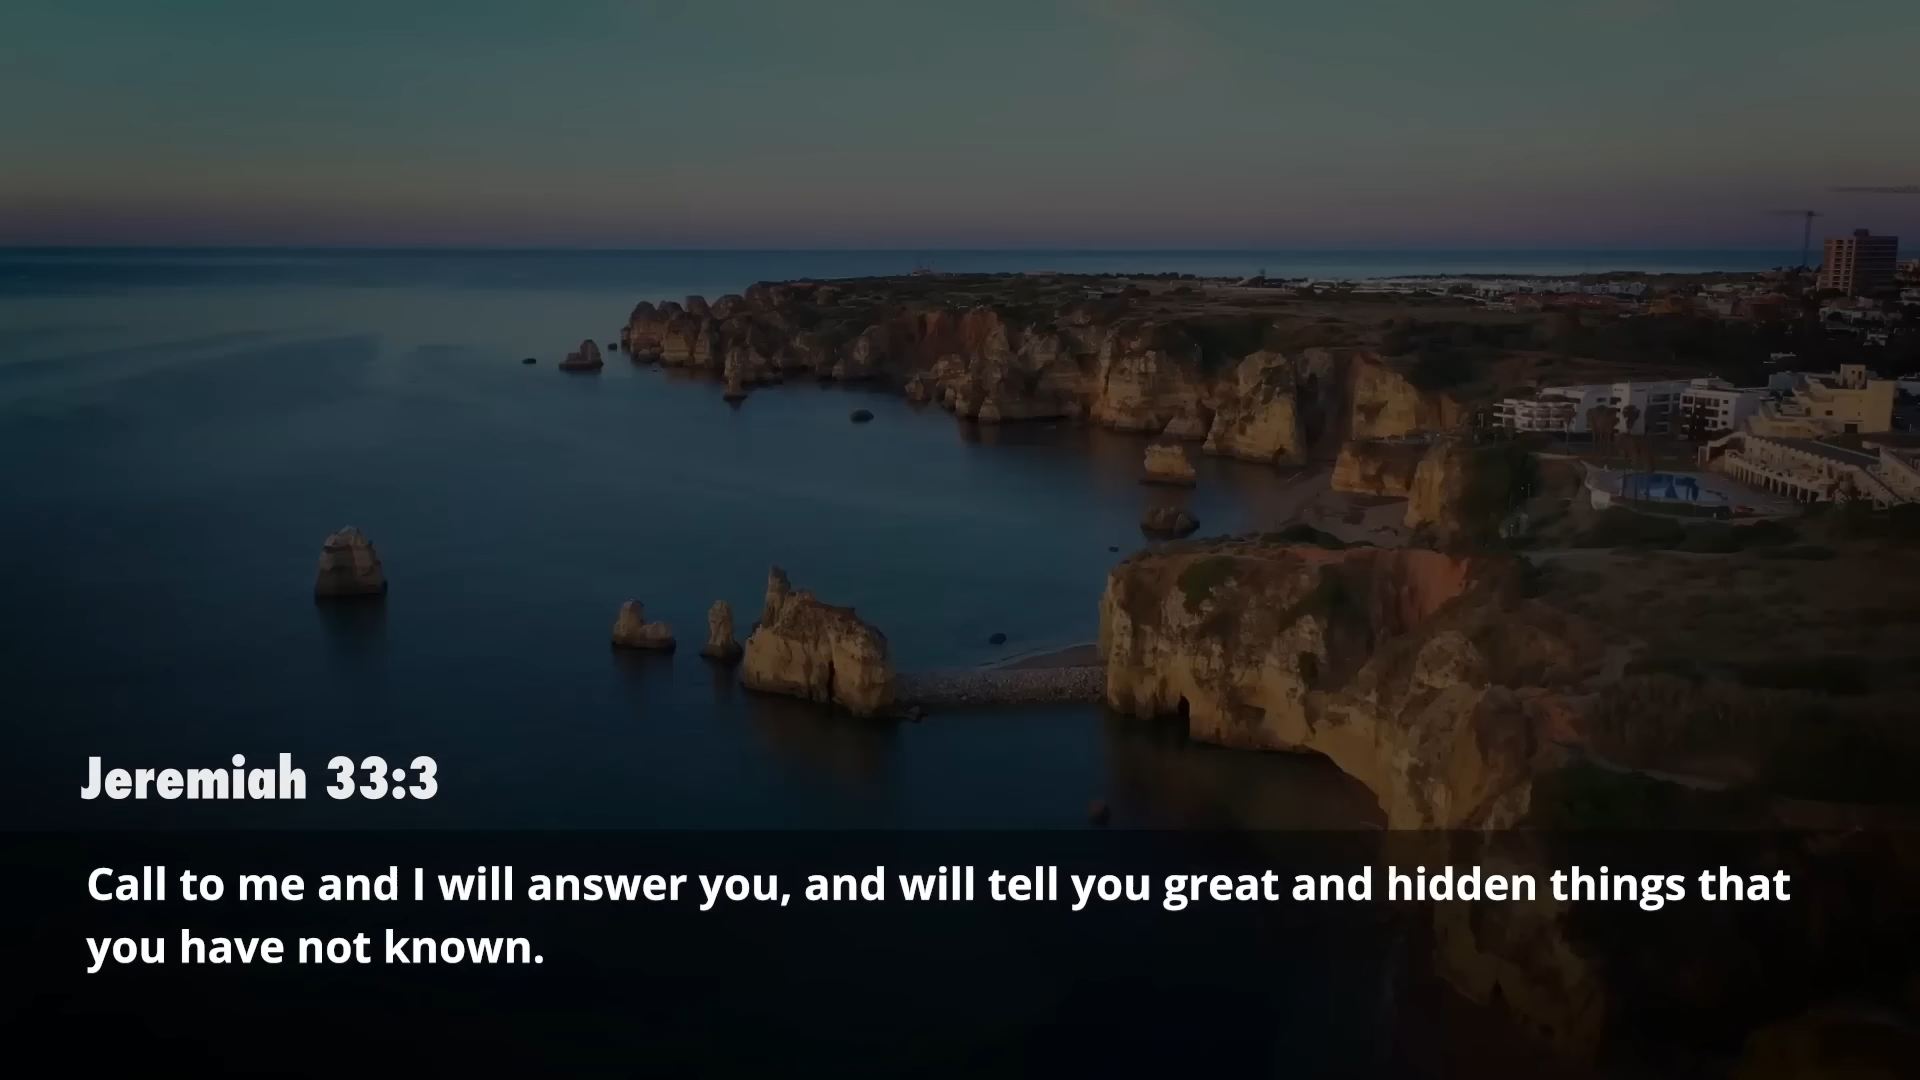 Jeremiah 33:3
Call to me and I will answer you, and will tell you great and hidden things that
you have not known.